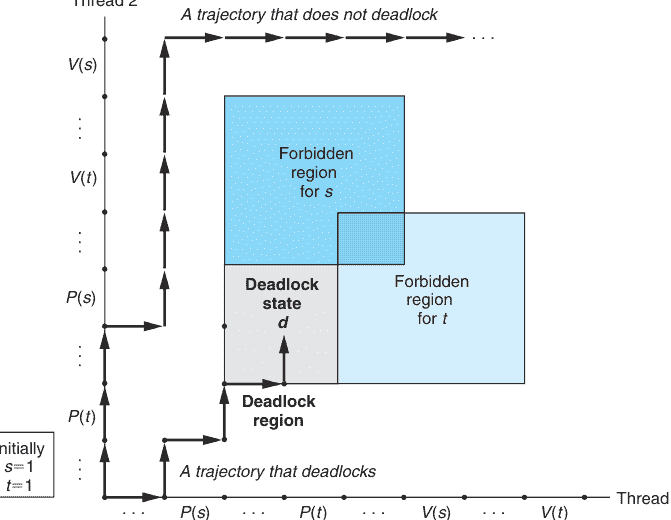 Thread 2
A trajectory that does not deadlock
. . .
V(s)
. . .
V(t)
. . .
P(s)
. . .
P(t)
. . .
Forbidden
region
for s
Forbidden
region
for t
Deadlock
state
d
Deadlock
region
A trajectory that deadlocks
nitially
s=1
t=1
Thread
. . .
P(s)
. . .
P(t)
. . .
V(s)
. . .
V(t)